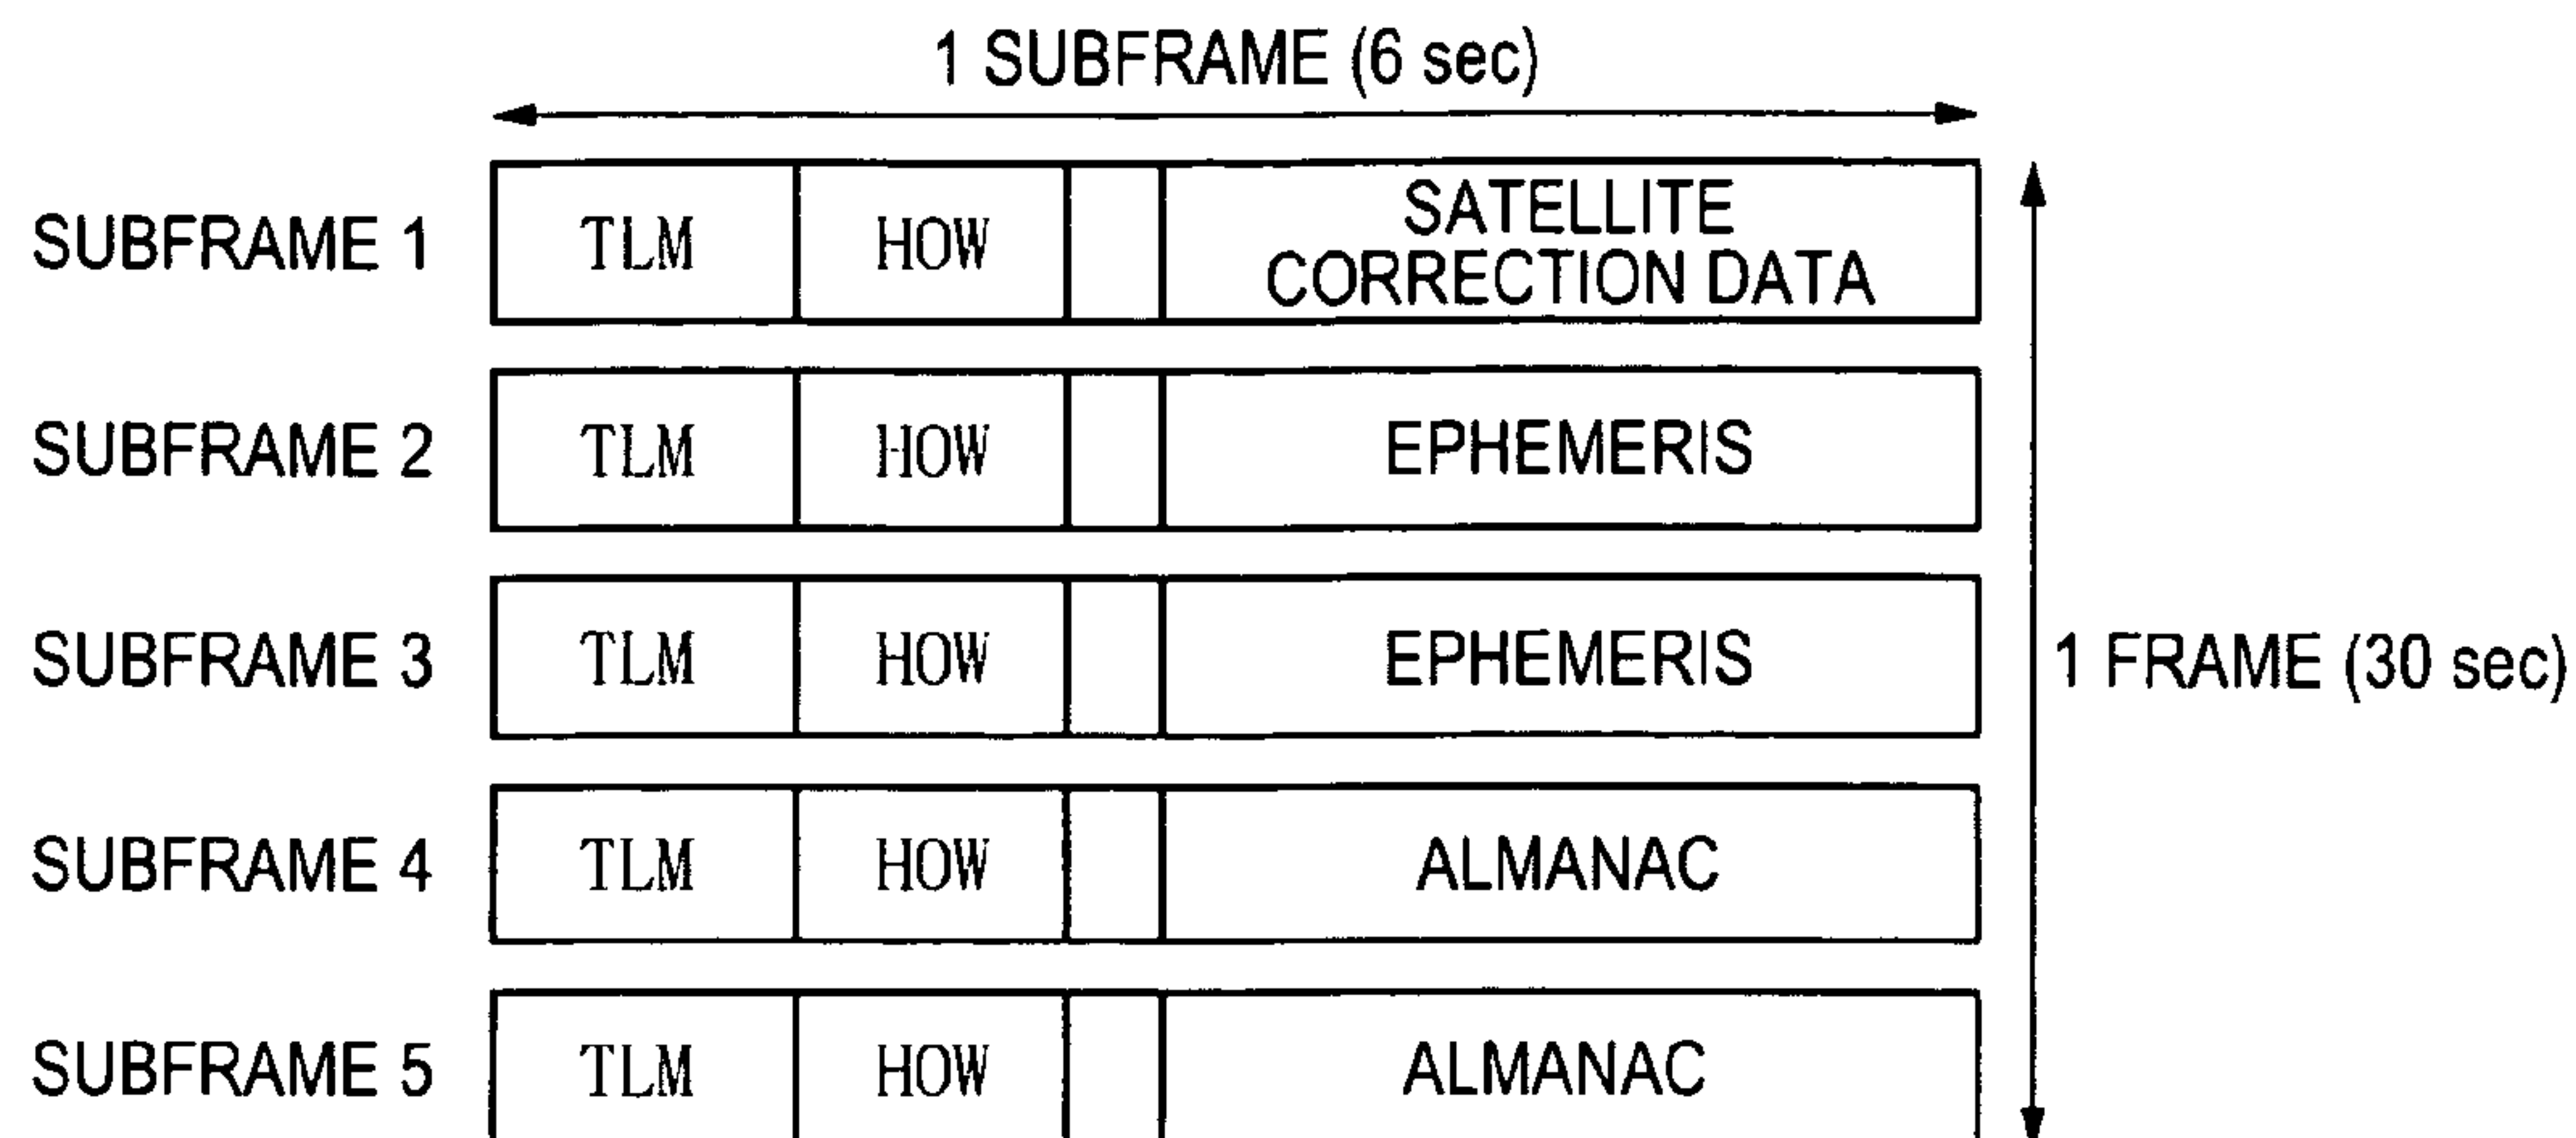 1 SUBFRAME (6 sec)
SUBFRAME 1 TLM HOW SATELLITE CORRECTION DATA
SUBFRAME 2 TLM HOW EPHEMERIS
SUBFRAME 3 TLM HOW EPHEMERIS
1 FRAME (30 sec)
SUBFRAME 4 TLM HOW ALMANAC
SUBFRAME 5 TLM HOW ALMANAC